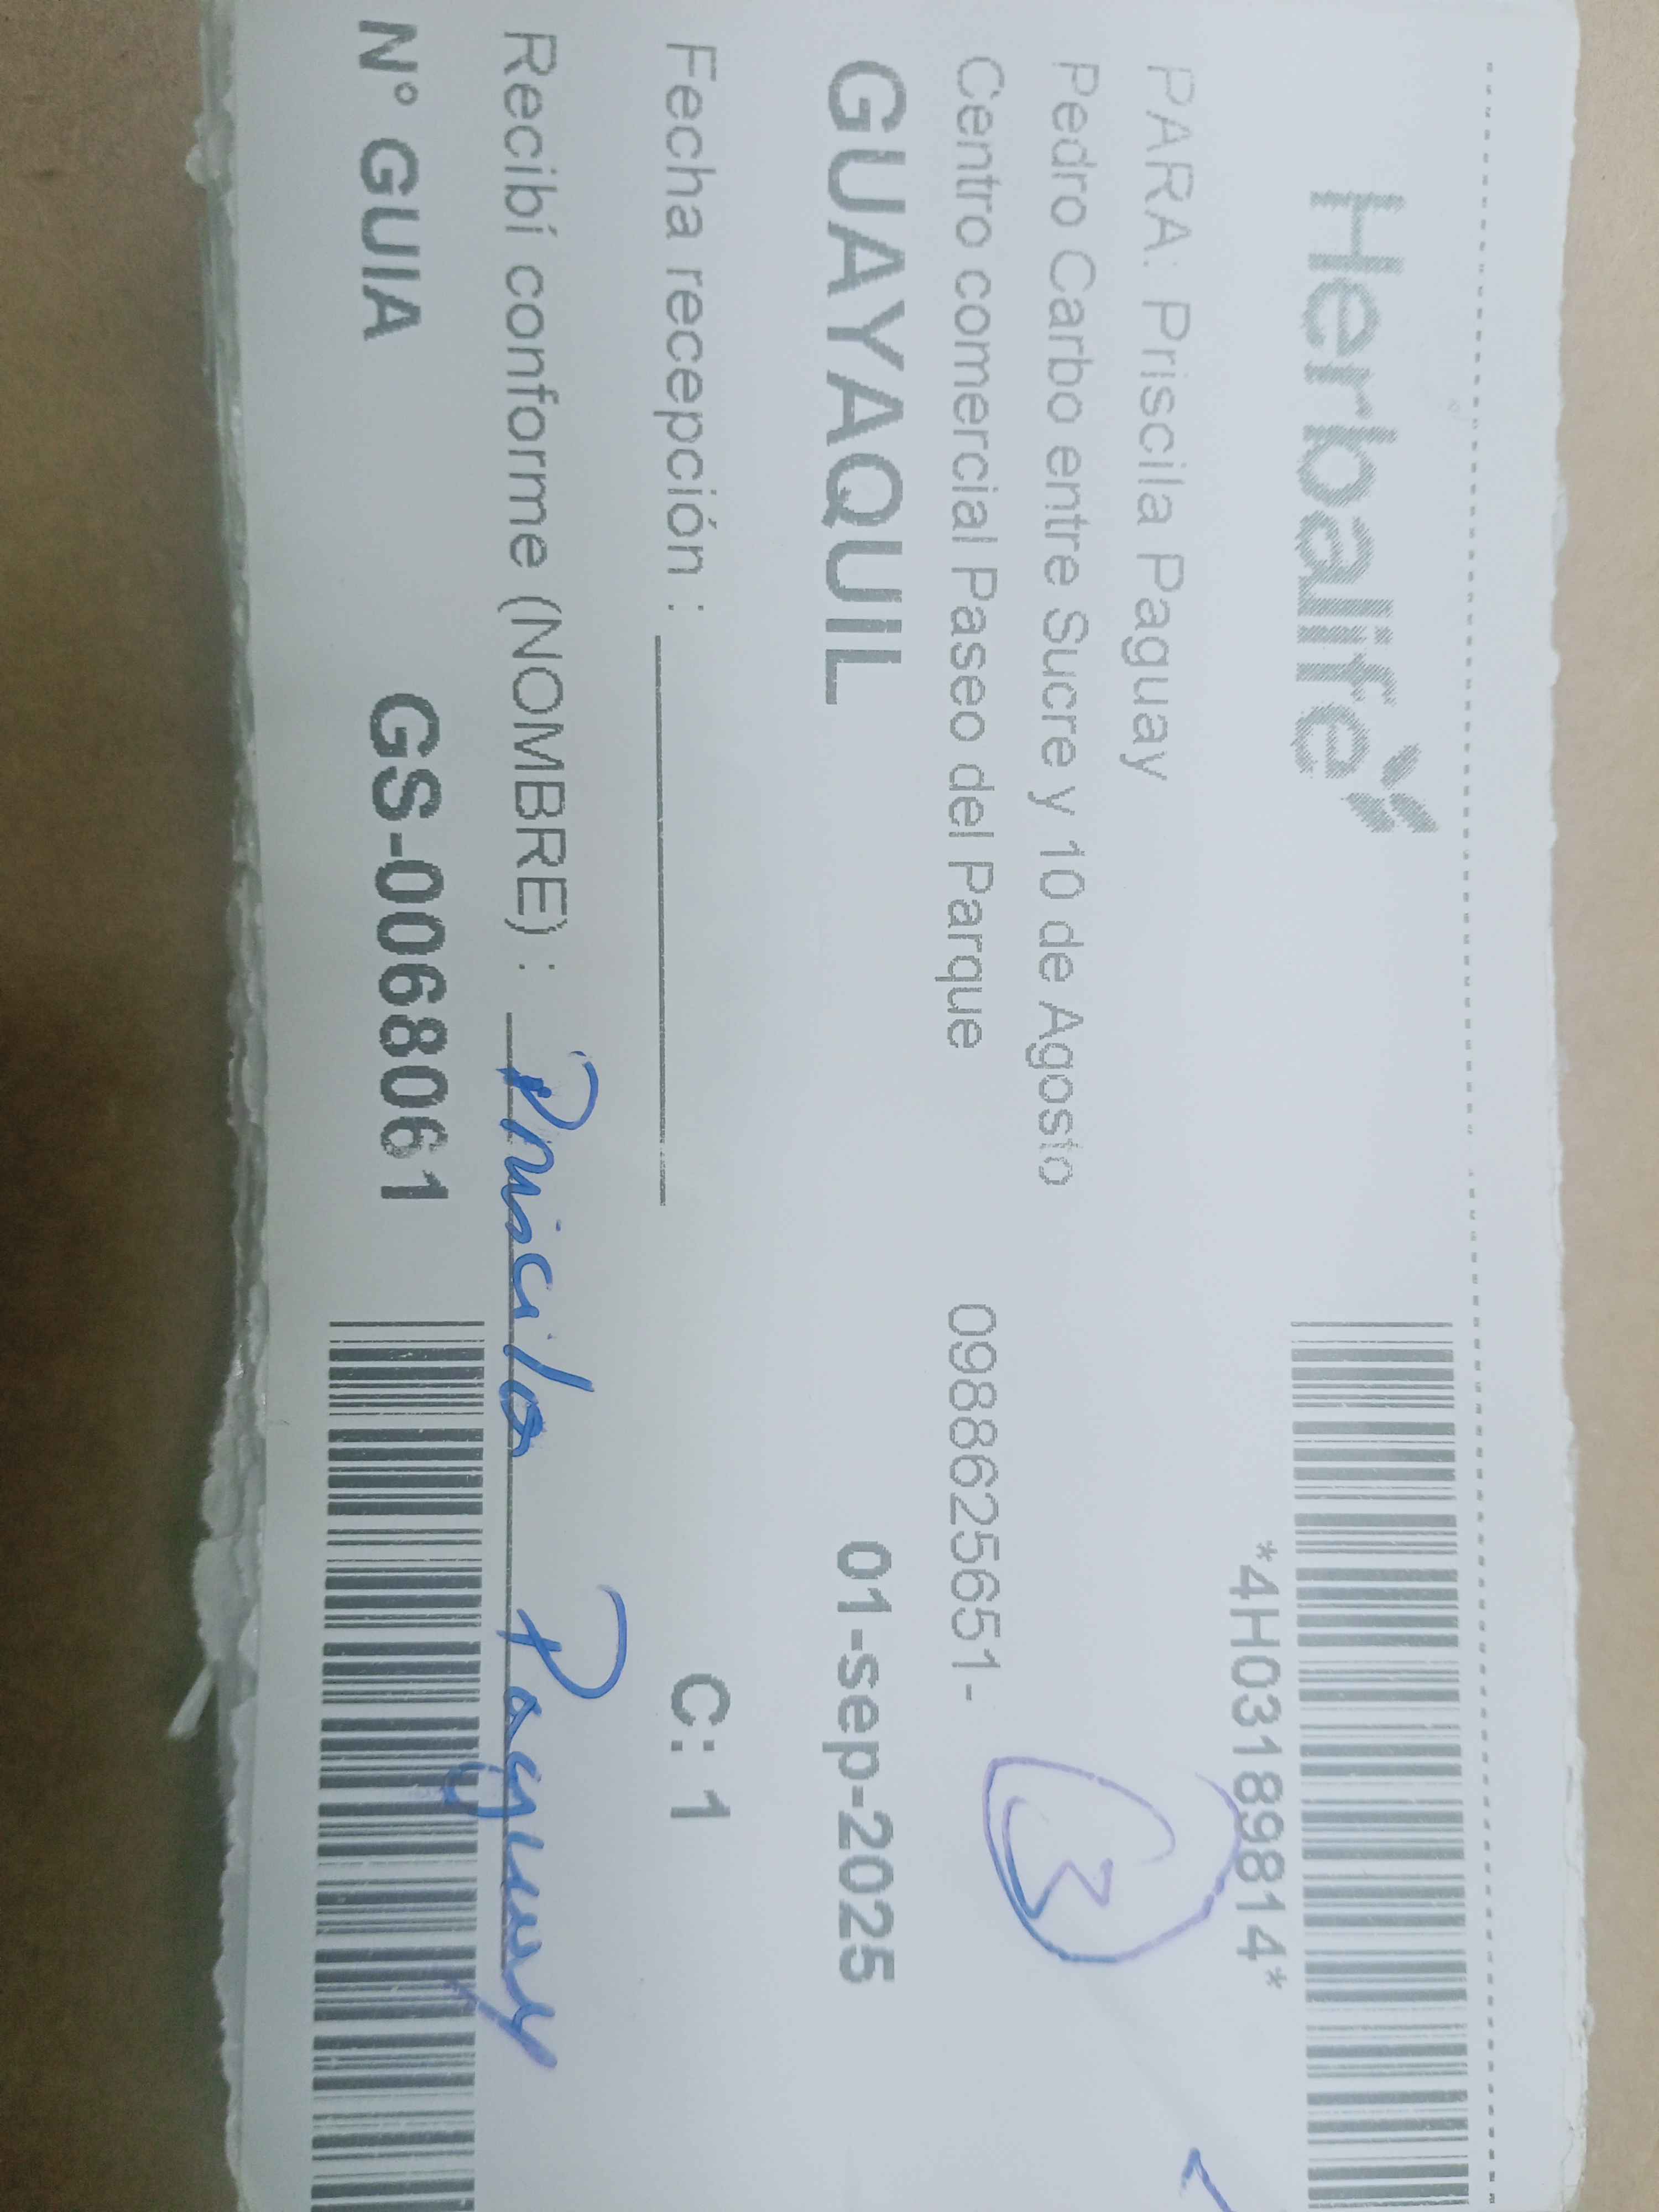 Herbalife
*4H03189814*
PARA: Priscila Paguay
Pedro Carbo entre Sucre y 10 de Agosto
3
Centro comercial Paseo del Parque 0988625651-
GUAYAQUIL 01-sep-2025
Fecha recepción : C: 1
Recibí conforme (NOMBRE) : Priscila Paguay
N° GUIA GS-0068061